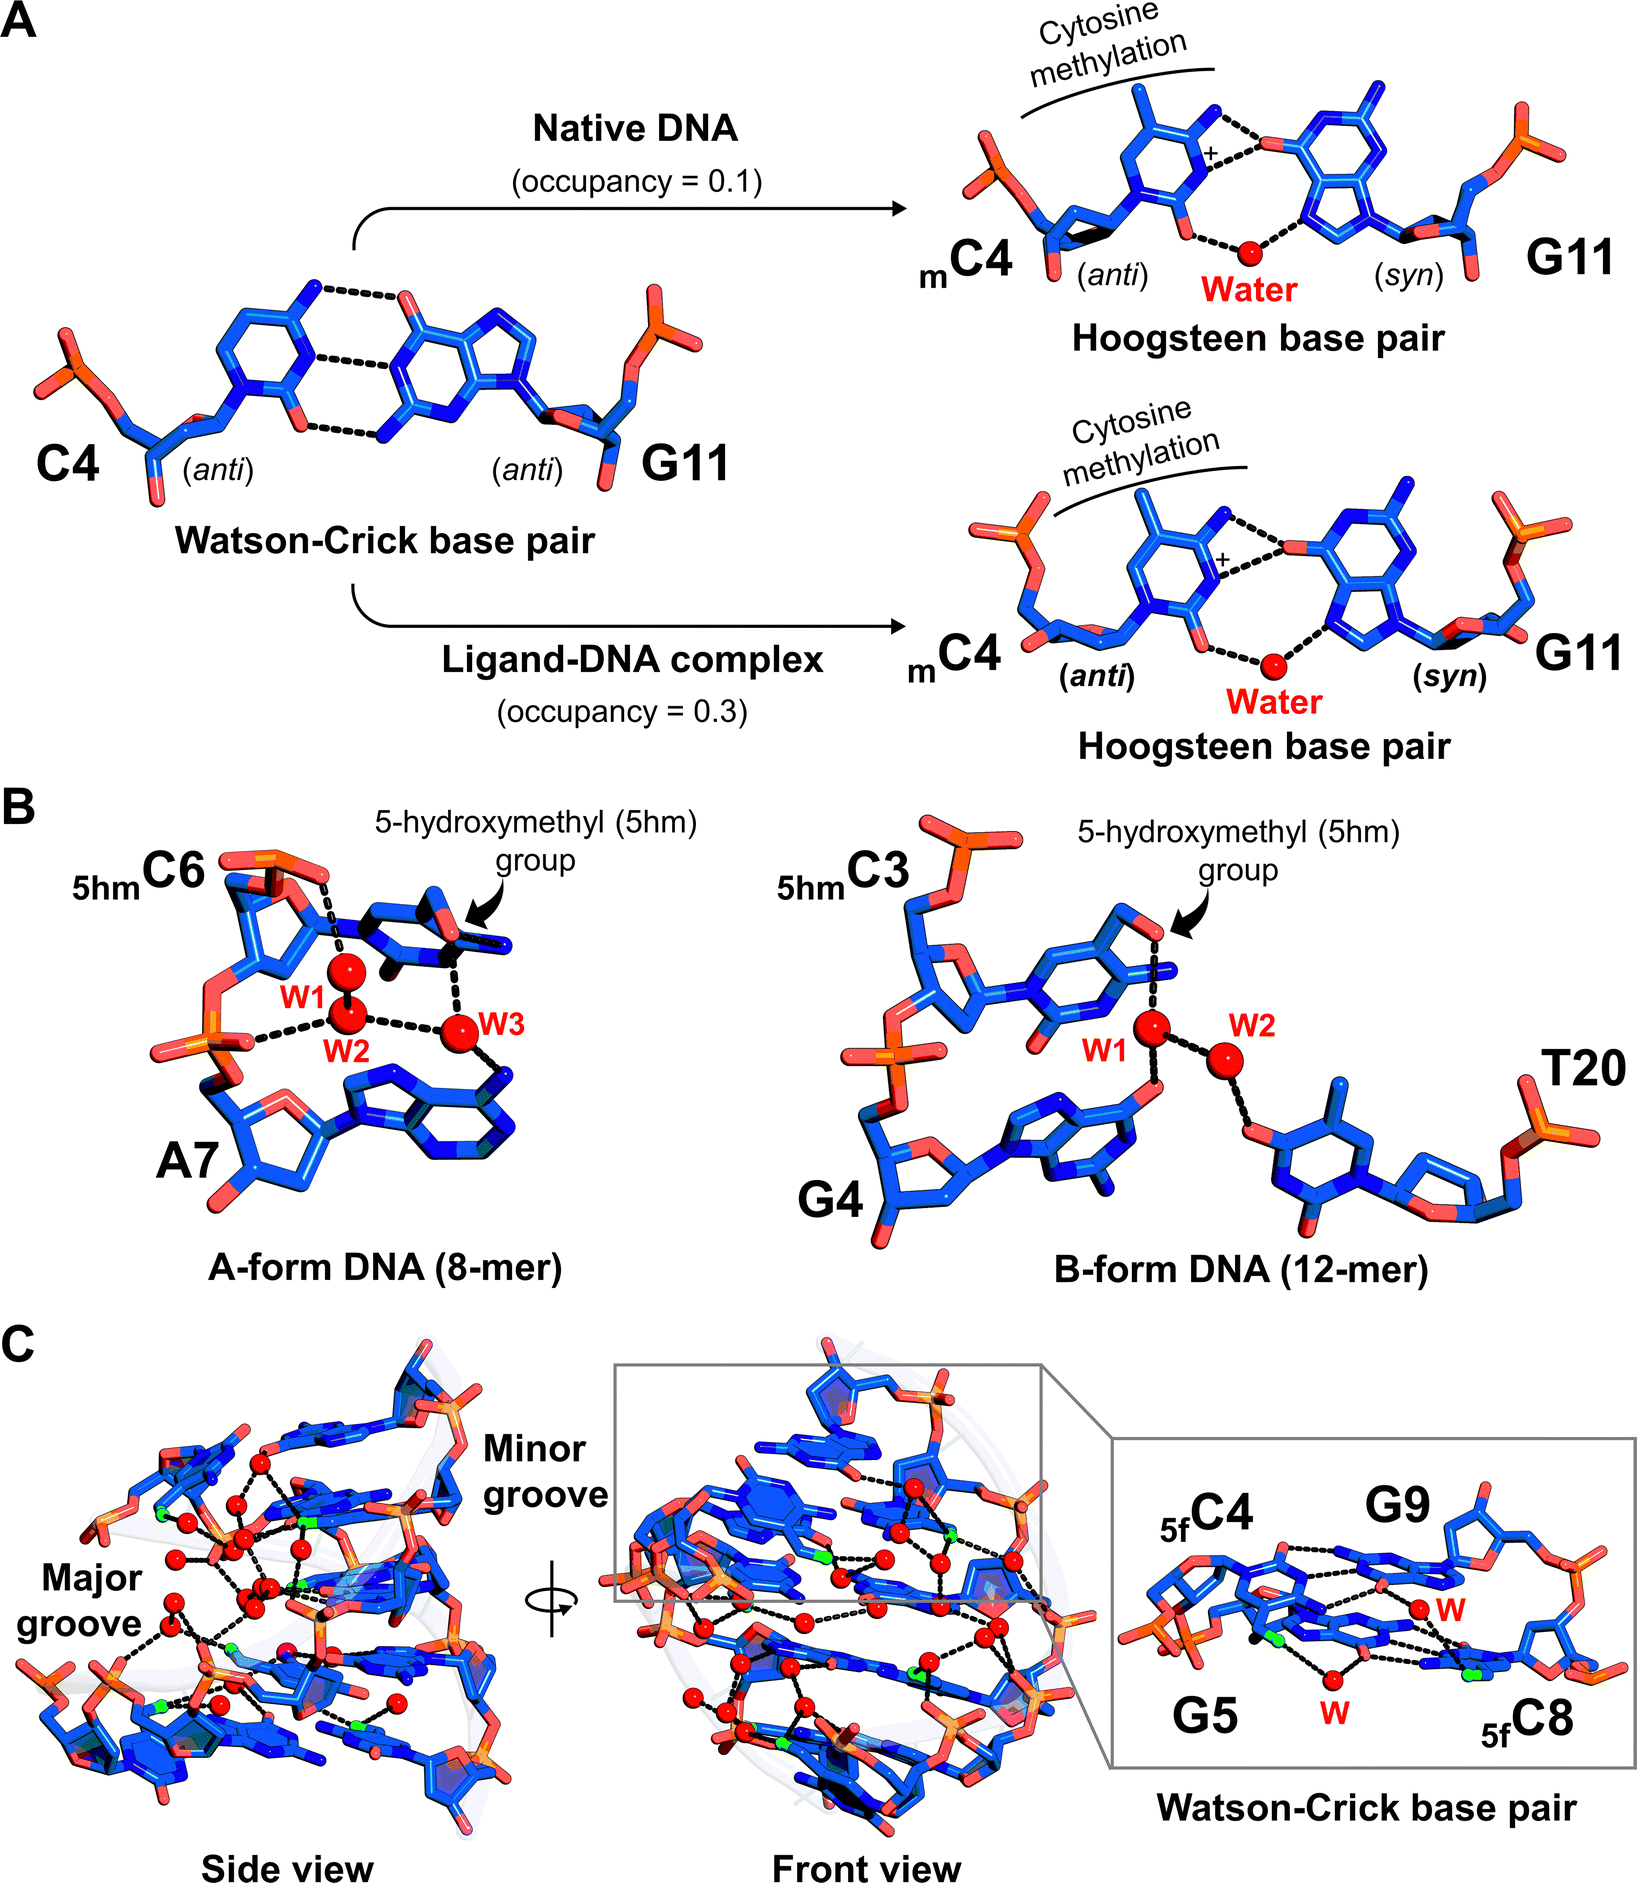 A
Native DNA
(occupancy = 0.1)
Cytosine
methylation
+
mC4
(anti)
Water
(syn)
G11
Hoogsteen base pair
C4
(anti)
(anti)
G11
Watson-Crick base pair
Ligand-DNA complex
(occupancy = 0.3)
Cytosine
methylation
+
mC4
(anti)
Water
(syn)
G11
Hoogsteen base pair
B
5hmC6
5-hydroxymethyl (5hm)
group
W1
W2
W3
A7
A-form DNA (8-mer)
5hmC3
5-hydroxymethyl (5hm)
group
W1
W2
T20
G4
B-form DNA (12-mer)
C
Minor
groove
Major
groove
Side view
Front view
5fC4
G9
W
G5
W
5fC8
Watson-Crick base pair